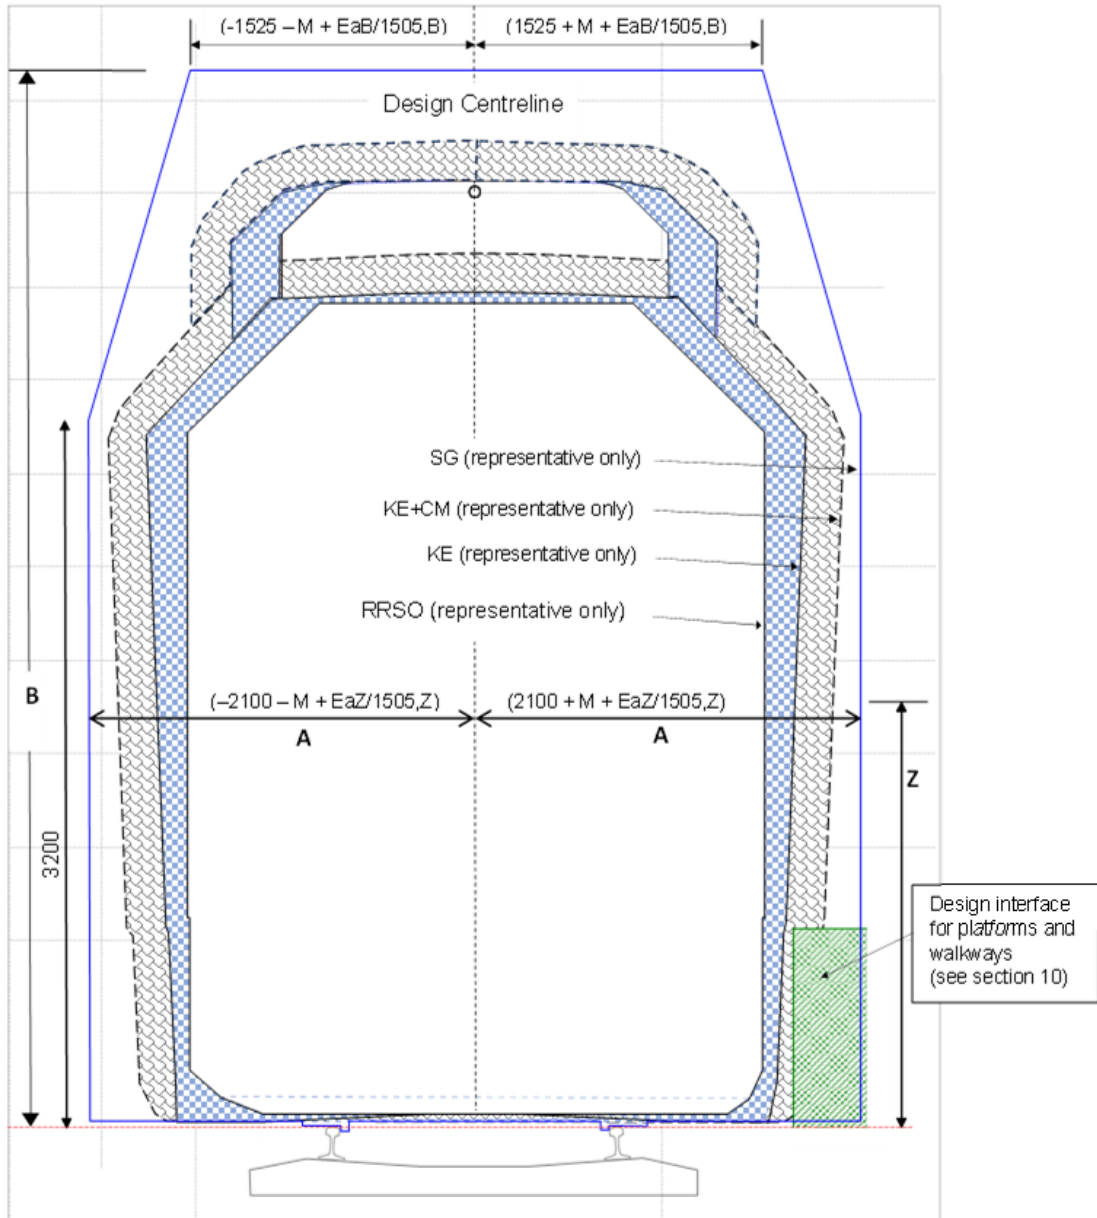 (-1525 – M + EaB/1505,B)
(1525 + M + EaB/1505,B)
Design Centreline
SG (representative only)
KE+CM (representative only)
KE (representative only)
RRSO (representative only)
B
(–2100 – M + EaZ/1505,Z)
(2100 + M + EaZ/1505,Z)
A
A
Z
3200
Design interface
for platforms and
walkways
(see section 10)